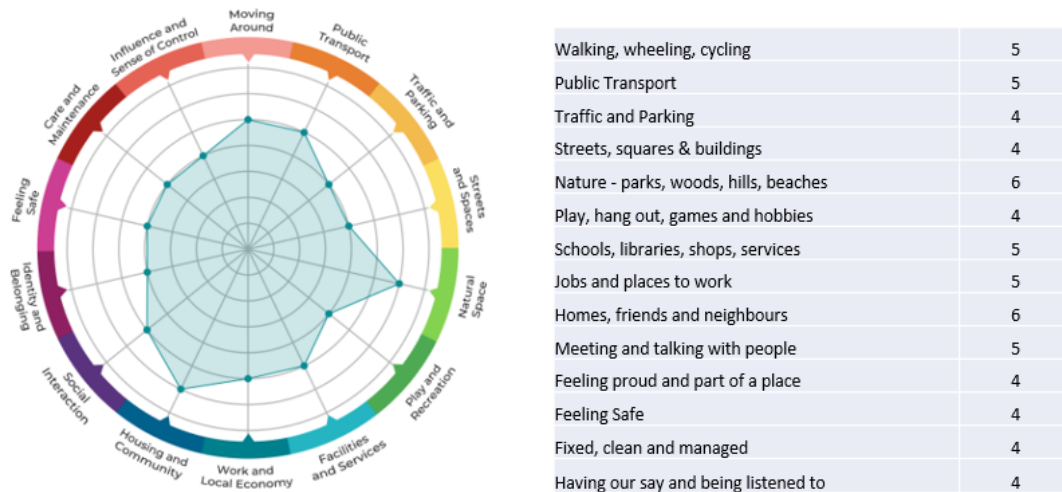 Moving
Around
Public
Transport
Traffic and
Parking
Streets
and Spaces
Natural
Space
Play and
Recreation
Facilities
and Services
Work and
Local Economy
Housing and
Community
Social
Interaction
Identity and
Belonging
Feeling
Safe
Care and
Maintenance
Influence and
Sense of Control
Walking, wheeling, cycling 5
Public Transport 5
Traffic and Parking 4
Streets, squares & buildings 4
Nature - parks, woods, hills, beaches 6
Play, hang out, games and hobbies 4
Schools, libraries, shops, services 5
Jobs and places to work 5
Homes, friends and neighbours 6
Meeting and talking with people 5
Feeling proud and part of a place 4
Feeling Safe 4
Fixed, clean and managed 4
Having our say and being listened to 4